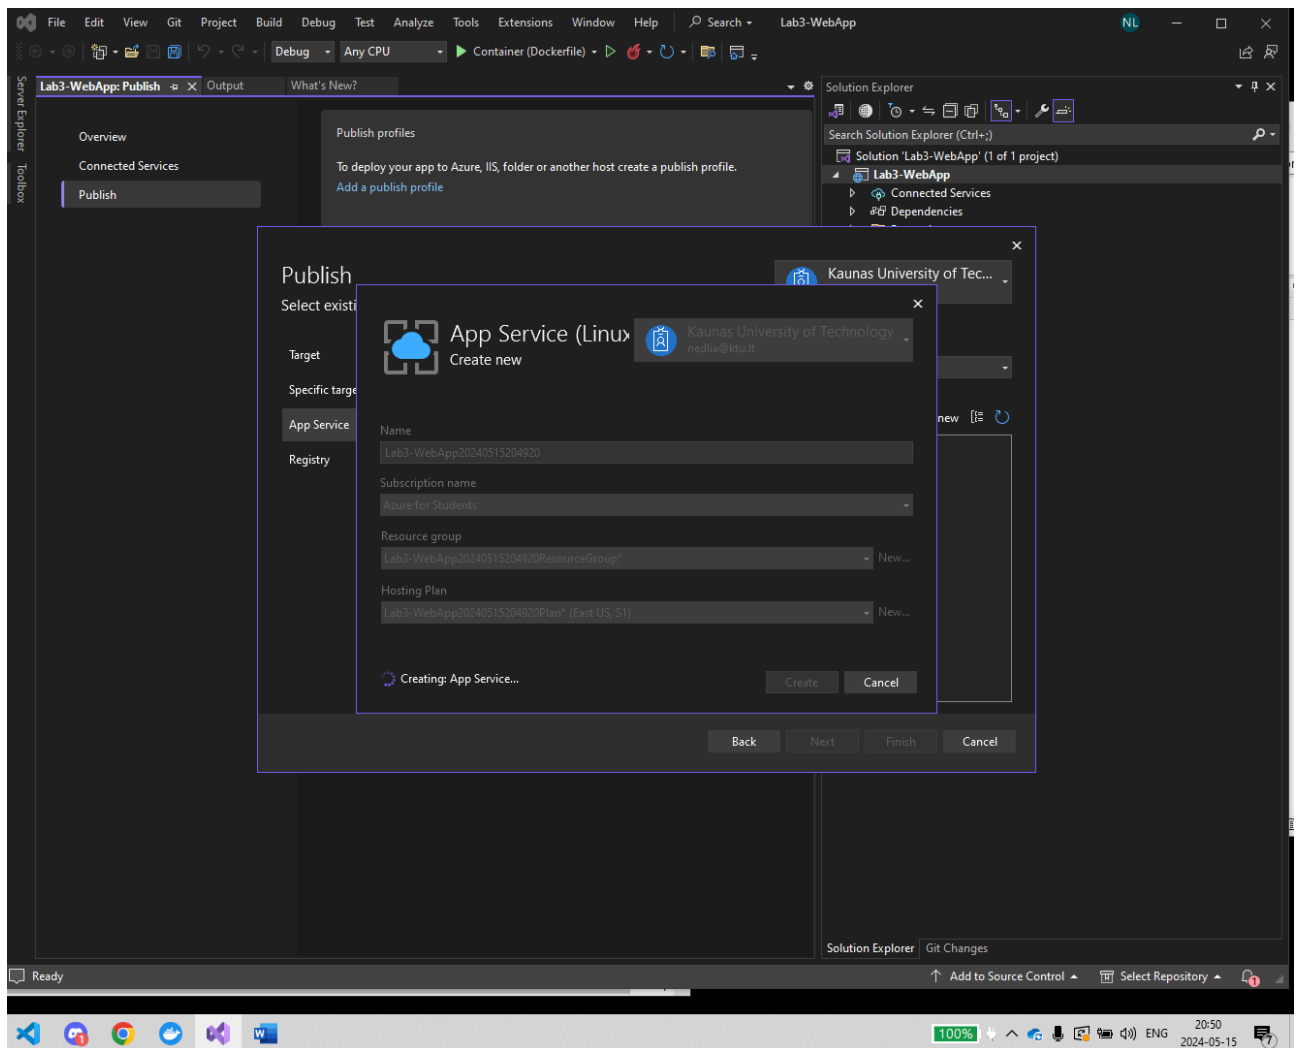 File Edit View Git Project Build Debug Test Analyze Tools Extensions Window Help Search Lab3-WebApp NL
Debug Any CPU Container (Dockerfile)
Server Explorer
Toolbox
Lab3-WebApp: Publish Output What's New?
Overview
Connected Services
Publish
Publish profiles
To deploy your app to Azure, IIS, folder or another host create a publish profile.
Add a publish profile
Solution Explorer
Search Solution Explorer (Ctrl+;)
Solution 'Lab3-WebApp' (1 of 1 project)
Lab3-WebApp
Connected Services
Dependencies
Publish
Kaunas University of Tec...
Select existi
Target
Specific targe
App Service
Registry
new
App Service (Linux
Create new
Kaunas University of Technology
nedlia@ktu.lt
Name
Lab3-WebApp20240515204920
Subscription name
Azure for Students
Resource group
Lab3-WebApp20240515204920ResourceGroup*
New...
Hosting Plan
Lab3-WebApp20240515204920Plan* (East US, S1)
New...
Creating: App Service...
Create Cancel
Back Next Finish Cancel
Solution Explorer Git Changes
Ready
Add to Source Control Select Repository 1
100% ENG 20:50
2024-05-15 7